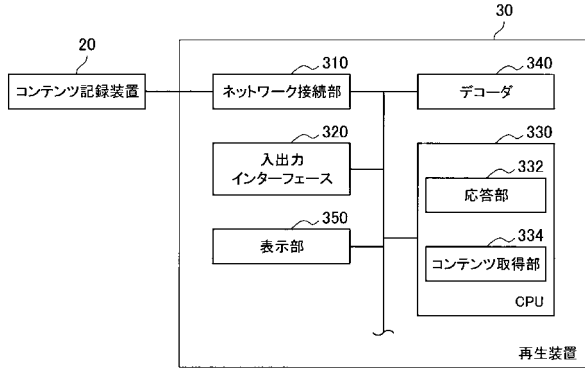 30
20
コンテンツ記録装置
310
ネットワーク接続部
340
デコーダ
320
入出力
インターフェース
330
332
応答部
350
表示部
334
コンテンツ取得部
CPU
再生装置